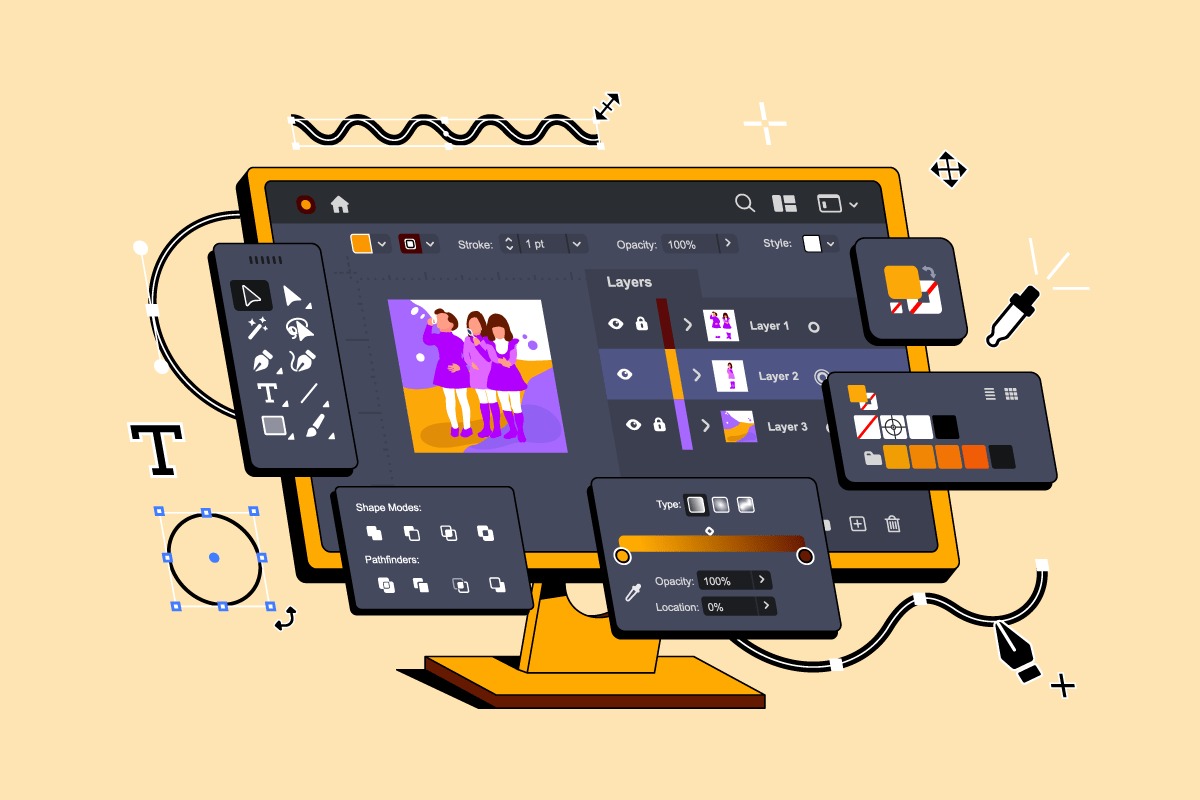 Stroke: 1 pt Opacity: 100% Style:
Layers
Layer 1
Layer 2
Layer 3
T
T
Shape Modes:
Pathfinders:
Type:
Opacity: 100%
Location: 0%